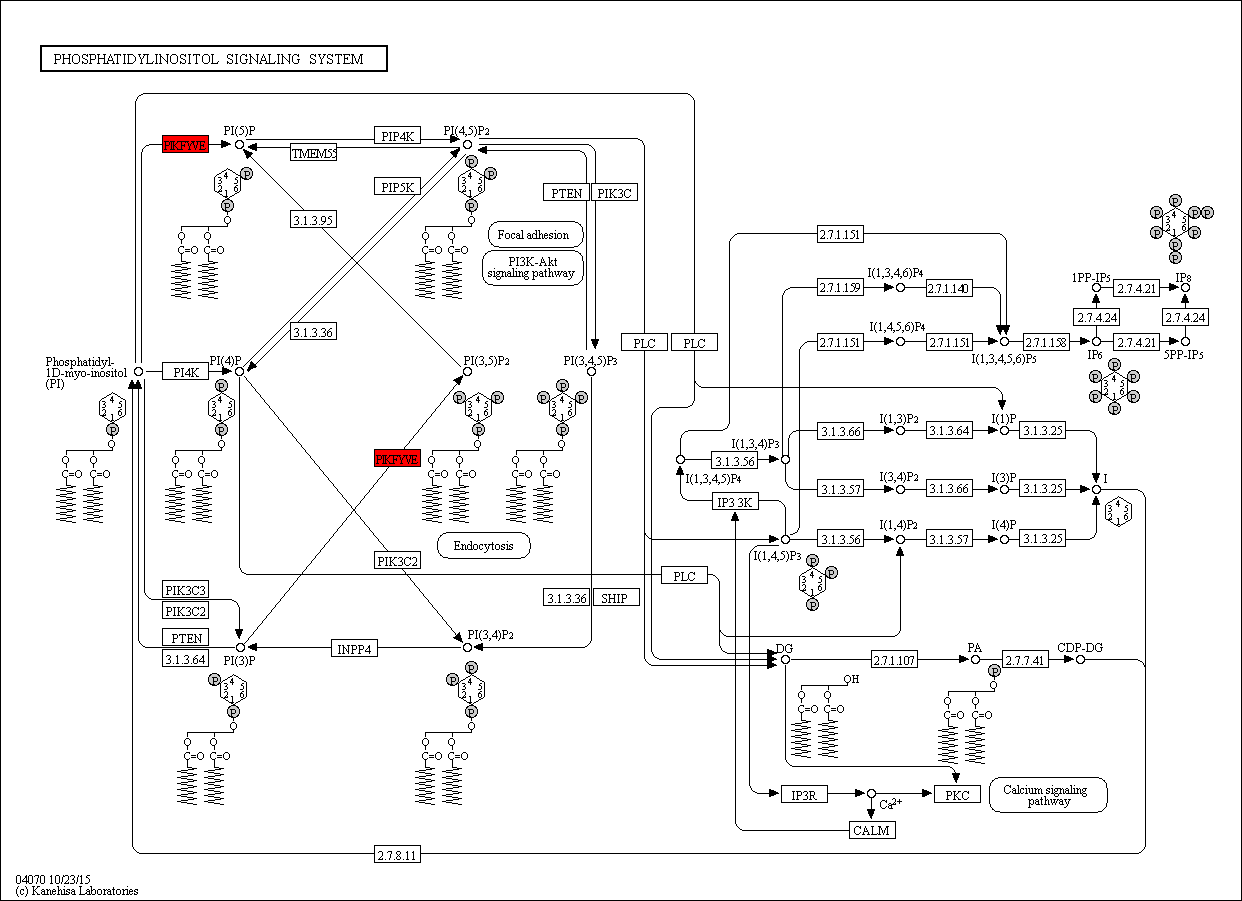 PHOSPHATIDYLINOSITOL SIGNALING SYSTEM
PI(5)P
PI(4,5)P2
PIKFYVE
PIP4K
TMEM55
PIP5K
PTEN
PIK3C
3.1.3.95
Focal adhesion
PI3K-Akt
signaling pathway
2.7.1.151
I(1,3,4,6)P4
2.7.1.159
2.7.1.140
1PP-IP5
IP8
2.7.4.21
2.7.4.24
2.7.4.24
3.1.3.36
I(1,4,5,6)P4
PLC
PLC
2.7.1.151
2.7.1.151
2.7.1.158
2.7.4.21
I(1,3,4,5,6)P5
IP6
5PP-IP5
Phosphatidyl-
1D-myo-inositol
(PI)
PI4K
PI(4)P
PI(3,5)P2
PI(3,4,5)P3
I(1,3)P2
I(1)P
3.1.3.66
3.1.3.64
3.1.3.25
I(1,3,4)P3
3.1.3.56
PIKFYVE
I(1,3,4,5)P4
I(3,4)P2
I(3)P
I
3.1.3.57
3.1.3.66
3.1.3.25
IP3 3K
I(1,4)P2
I(4)P
3.1.3.56
3.1.3.57
3.1.3.25
I(1,4,5)P3
Endocytosis
PIK3C2
PLC
PIK3C3
PIK3C2
3.1.3.36
SHIP
PTEN
3.1.3.64
PI(3)P
INPP4
PI(3,4)P2
DG
2.7.1.107
PA
2.7.7.41
CDP-DG
OH
IP3R
Ca2+
PKC
CALM
Calcium signaling
pathway
2.7.8.11
04070 10/23/15
(c) Kanehisa Laboratories